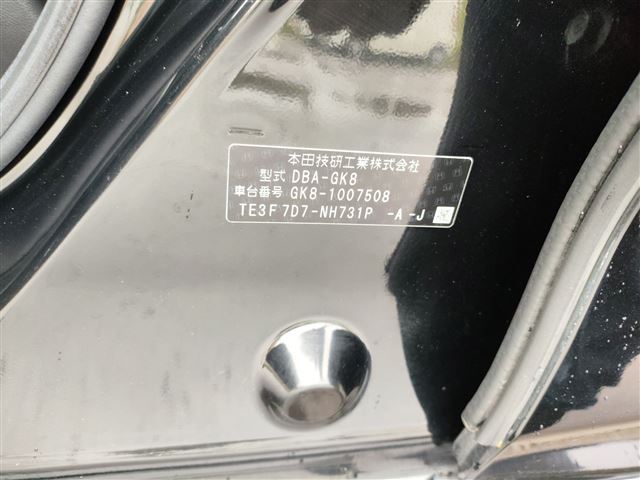 本田技研工業株式会社
型式 DBA-GK8
車台番号 GK8-1007508
TE3F 7D7-NH731P -A -J